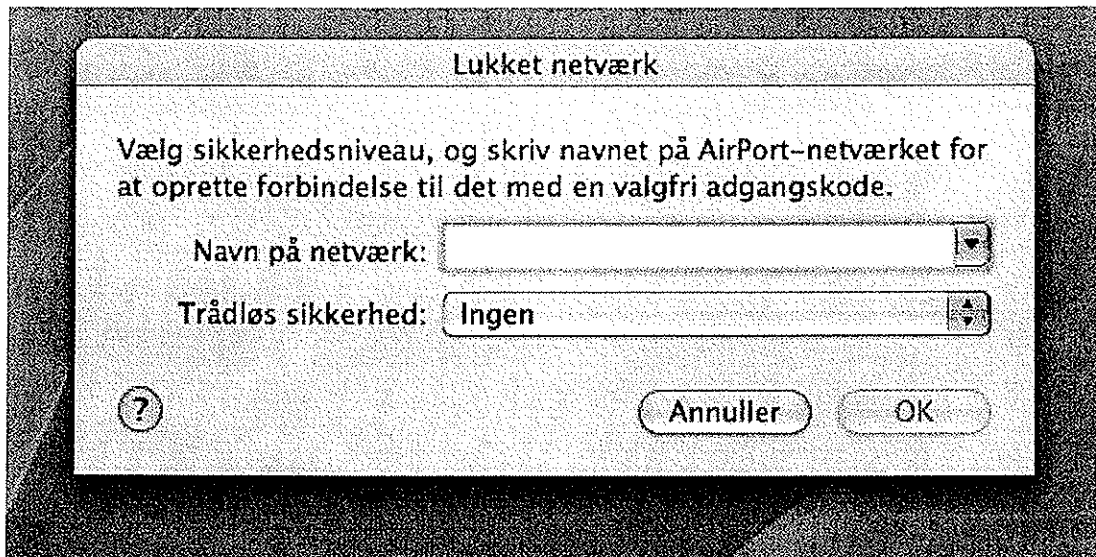 Lukket netværk
Vælg sikkerhedsniveau, og skriv navnet på AirPort-netværket for
at oprette forbindelse til det med en valgfri adgangskode.
Navn på netværk:
Trådløs sikkerhed: Ingen
? Annuller OK